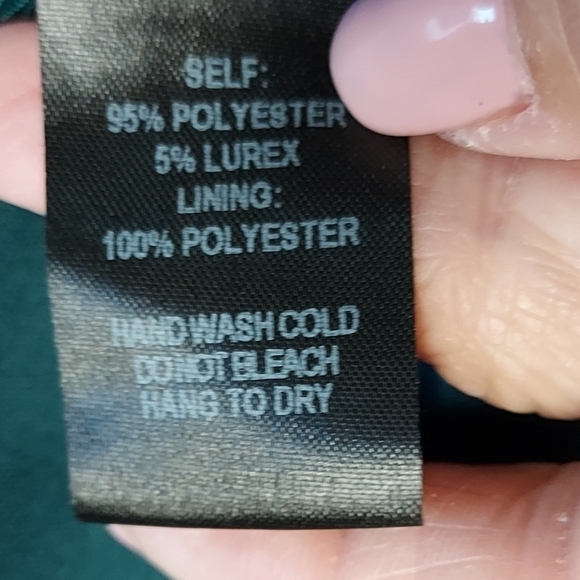 SELF:
95% POLYESTER
5% LUREX
LINING:
100% POLYESTER
HAND WASH COLD
DO NOT BLEACH
HANG TO DRY